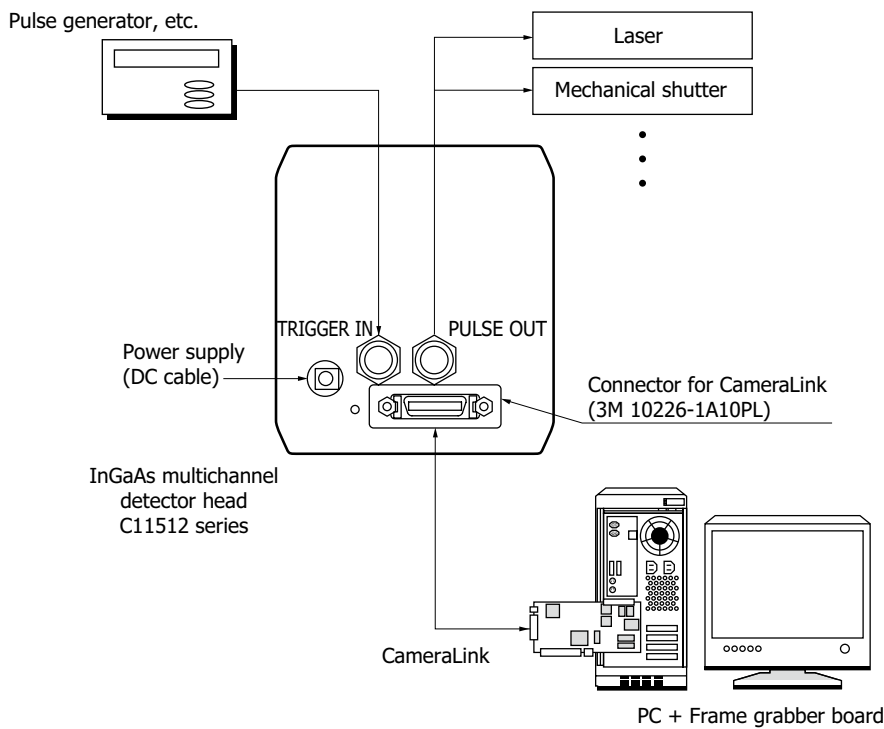 Pulse generator, etc.
Laser
Mechanical shutter
TRIGGER IN
PULSE OUT
Power supply
(DC cable)
Connector for CameraLink
(3M 10226-1A10PL)
InGaAs multichannel
detector head
C11512 series
CameraLink
PC + Frame grabber board